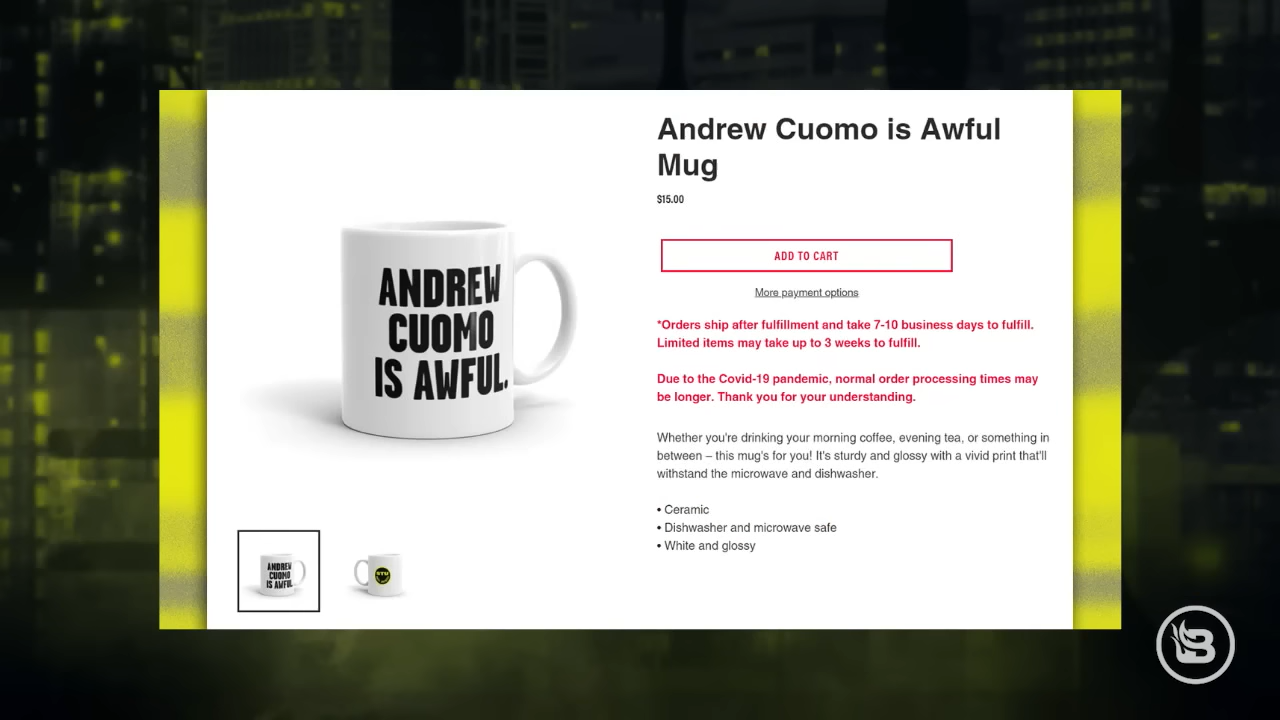 Andrew Cuomo is Awful
Mug
$15.00
ADD TO CART
More payment options
*Orders ship after fulfillment and take 7-10 business days to fulfill.
Limited items may take up to 3 weeks to fulfill.
Due to the Covid-19 pandemic, normal order processing times may
be longer. Thank you for your understanding.
Whether you're drinking your morning coffee, evening tea, or something in
between – this mug's for you! It's sturdy and glossy with a vivid print that'll
withstand the microwave and dishwasher.
• Ceramic
• Dishwasher and microwave safe
• White and glossy
ANDREW
CUOMO
IS AWFUL.
ANDREW
CUOMO
IS AWFUL
B